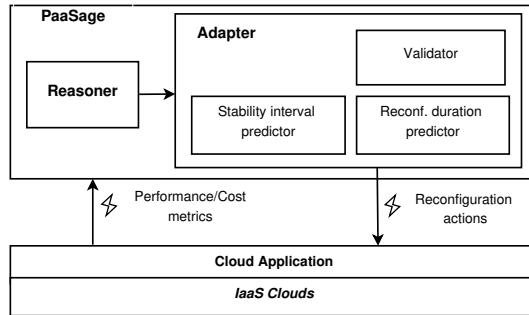 PaaSage
Adapter
Validator
Reasoner
Stability interval
predictor
Reconf. duration
predictor
Performance/Cost
metrics
Reconfiguration
actions
Cloud Application
IaaS Clouds